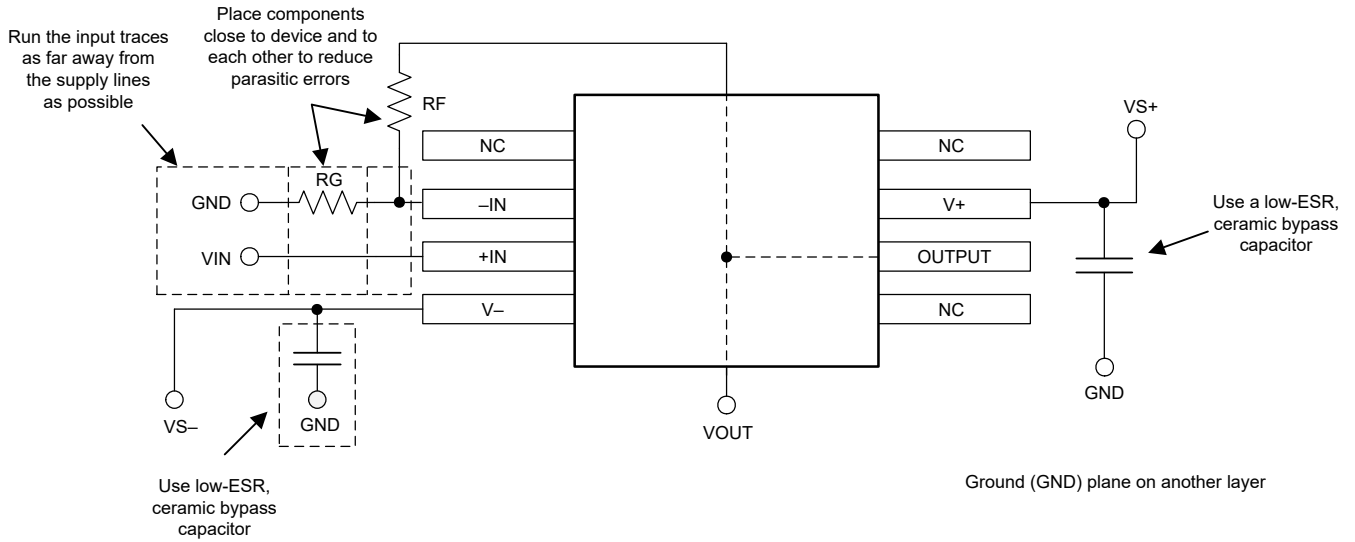 Run the input traces
as far away from
the supply lines
as possible
Place components
close to device and to
each other to reduce
parasitic errors
RF
RG
GND
VIN
NC
–IN
+IN
V–
NC
V+
OUTPUT
NC
VS+
Use a low-ESR,
ceramic bypass
capacitor
GND
VS–
GND
Use low-ESR,
ceramic bypass
capacitor
VOUT
Ground (GND) plane on another layer